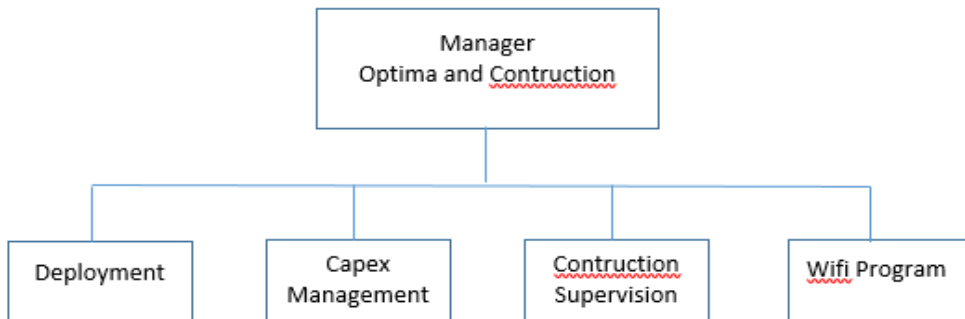 Manager
Optima and Contruction
Deployment
Capex
Management
Contruction
Supervision
Wifi Program